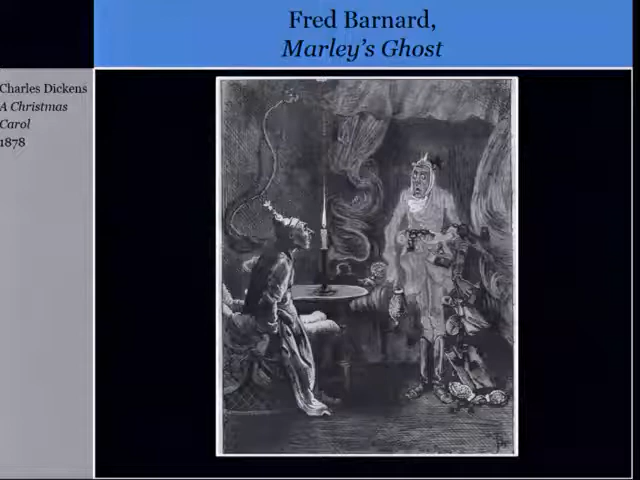 Fred Barnard,
Marley's Ghost
Charles Dickens
A Christmas
Carol
1878